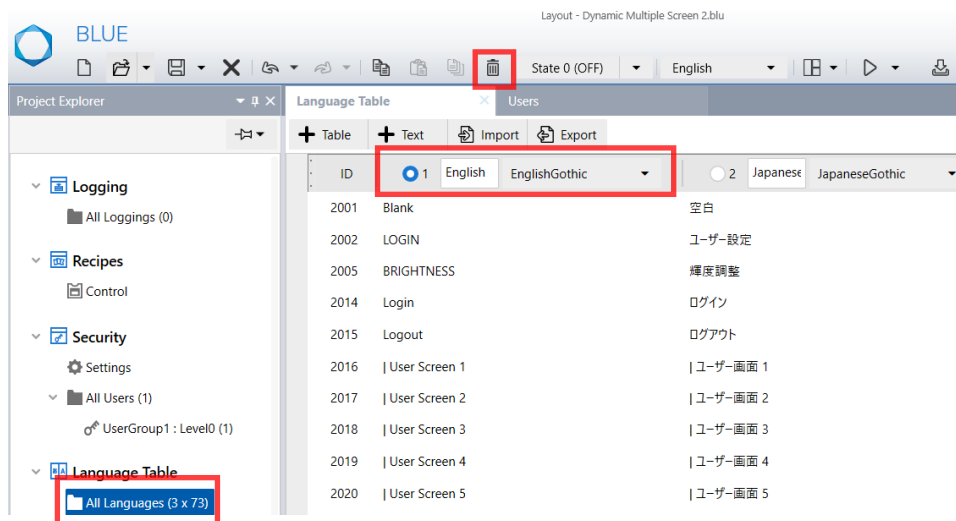 Layout - Dynamic Multiple Screen 2.blu
BLUE
State 0 (OFF) English
Project Explorer
Language Table Users
Table Text Import Export
ID 1 English EnglishGothic 2 Japanese JapaneseGothic
Logging
All Loggings (0)
Recipes
Control
Security
Settings
All Users (1)
UserGroup1 : Level0 (1)
Language Table
All Languages (3 x 73)
2001 Blank 空白
2002 LOGIN ユーザー設定
2005 BRIGHTNESS 輝度調整
2014 Login ログイン
2015 Logout ログアウト
2016 | User Screen 1 | ユーザー画面 1
2017 | User Screen 2 | ユーザー画面 2
2018 | User Screen 3 | ユーザー画面 3
2019 | User Screen 4 | ユーザー画面 4
2020 | User Screen 5 | ユーザー画面 5